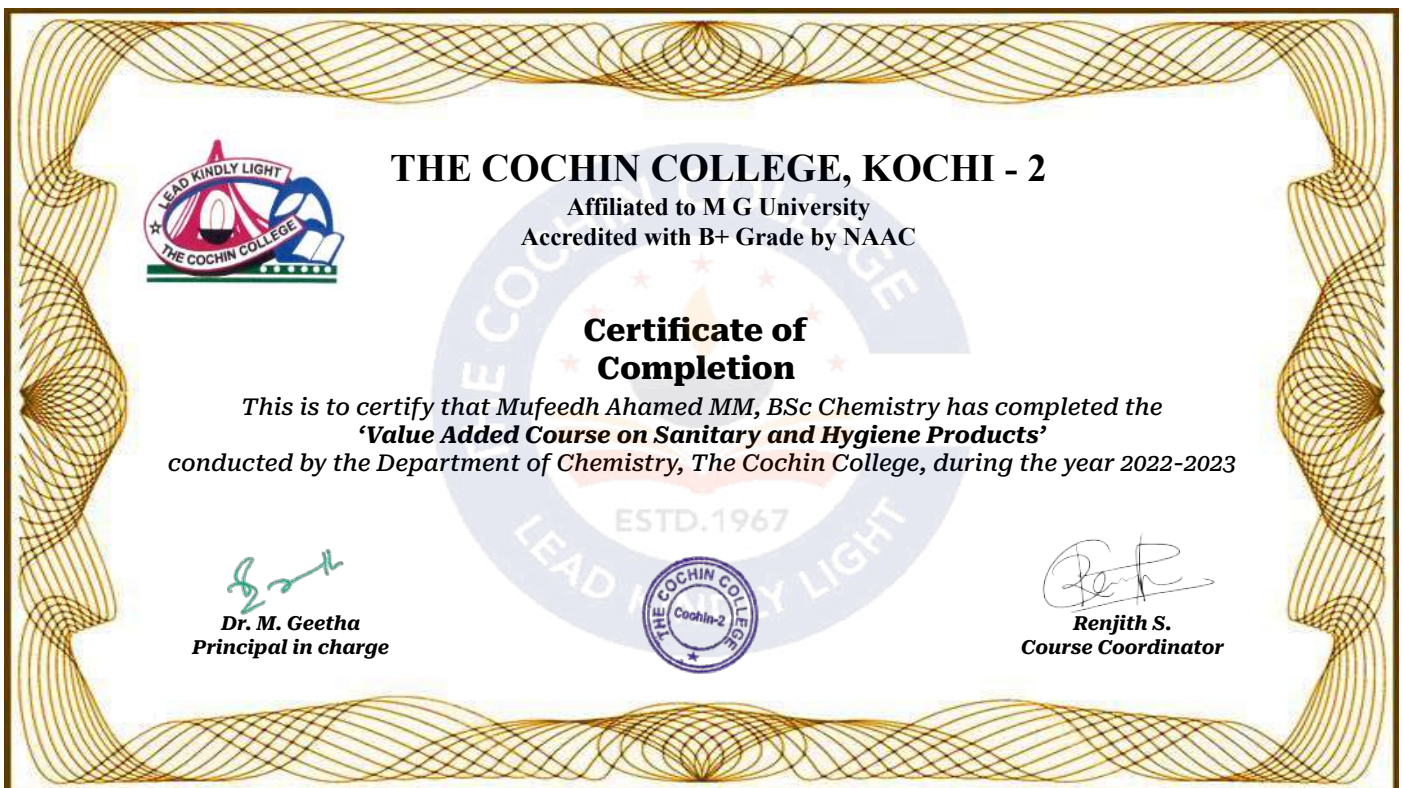 LEAD KINDLY LIGHT
THE COCHIN COLLEGE
THE COCHIN COLLEGE, KOCHI - 2
Affiliated to M G University
Accredited with B+ Grade by NAAC
THE COCHIN COLLEGE
Certificate of
Completion
This is to certify that Mufeedh Ahamed MM, BSc Chemistry has completed the
‘Value Added Course on Sanitary and Hygiene Products’
conducted by the Department of Chemistry, The Cochin College, during the year 2022-2023
ESTD.1967
LEAD KINDLY LIGHT
THE COCHIN COLLEGE
Cochin-2
Dr. M. Geetha
Principal in charge
Renjith S.
Course Coordinator